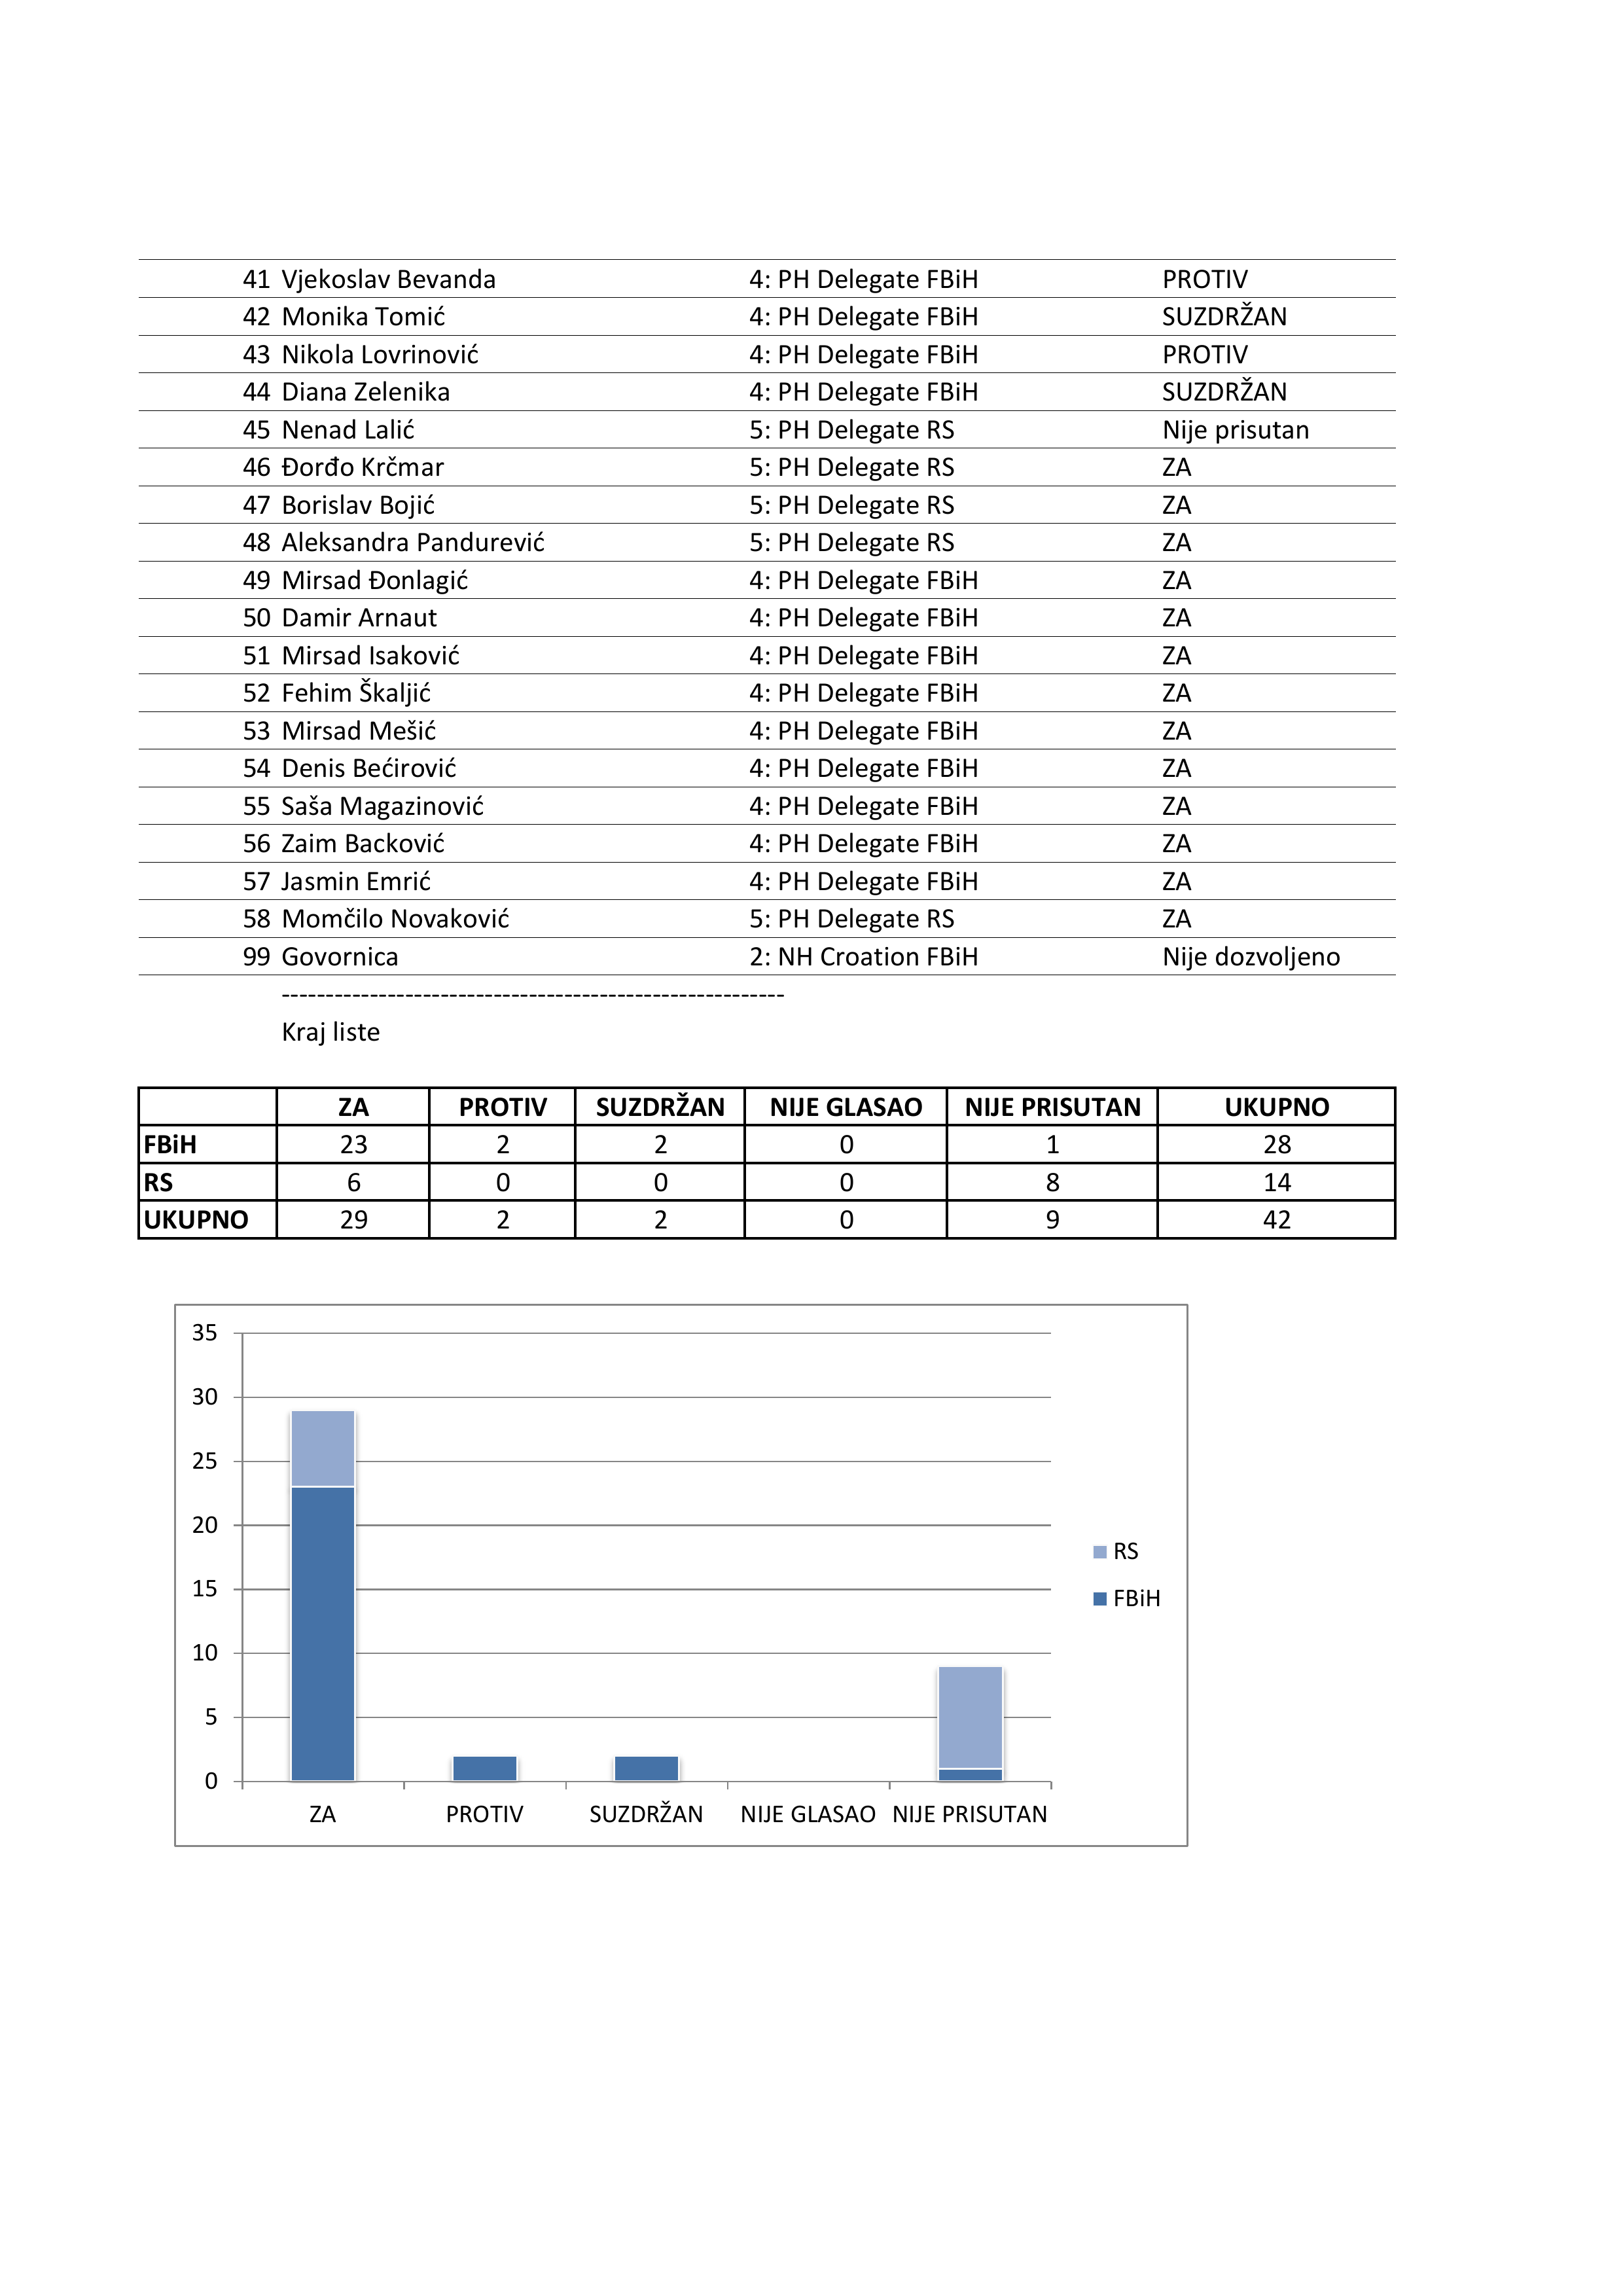 41 Vjekoslav Bevanda 4: PH Delegate FBiH PROTIV
42 Monika Tomić 4: PH Delegate FBiH SUZDRŽAN
43 Nikola Lovrinović 4: PH Delegate FBiH PROTIV
44 Diana Zelenika 4: PH Delegate FBiH SUZDRŽAN
45 Nenad Lalić 5: PH Delegate RS Nije prisutan
46 Đorđo Krčmar 5: PH Delegate RS ZA
47 Borislav Bojić 5: PH Delegate RS ZA
48 Aleksandra Pandurević 5: PH Delegate RS ZA
49 Mirsad Đonlagić 4: PH Delegate FBiH ZA
50 Damir Arnaut 4: PH Delegate FBiH ZA
51 Mirsad Isaković 4: PH Delegate FBiH ZA
52 Fehim Škaljić 4: PH Delegate FBiH ZA
53 Mirsad Mešić 4: PH Delegate FBiH ZA
54 Denis Bećirović 4: PH Delegate FBiH ZA
55 Saša Magazinović 4: PH Delegate FBiH ZA
56 Zaim Backović 4: PH Delegate FBiH ZA
57 Jasmin Emrić 4: PH Delegate FBiH ZA
58 Momčilo Novaković 5: PH Delegate RS ZA
99 Govornica 2: NH Croation FBiH Nije dozvoljeno
---------------------------------------------------------
Kraj liste
ZA PROTIV SUZDRŽAN NIJE GLASAO NIJE PRISUTAN UKUPNO
FBiH 23 2 2 0 1 28
RS 6 0 0 0 8 14
UKUPNO 29 2 2 0 9 42
35
30
25
20
15
10
5
0
ZA PROTIV SUZDRŽAN NIJE GLASAO NIJE PRISUTAN
RS
FBiH